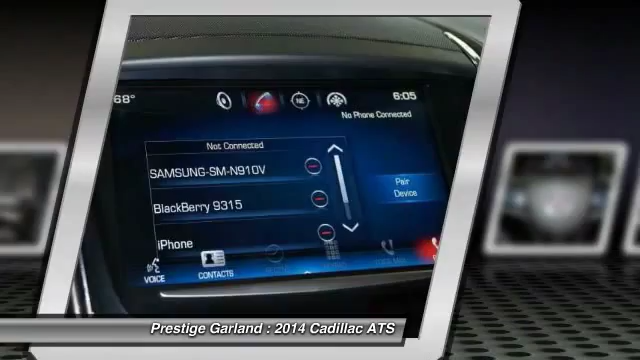 68°
NE
6:05
No Phone Connected
Not Connected
SAMSUNG-SM-N910V
BlackBerry 9315
iPhone
Pair
Device
VOICE
CONTACTS
Prestige Garland : 2014 Cadillac ATS